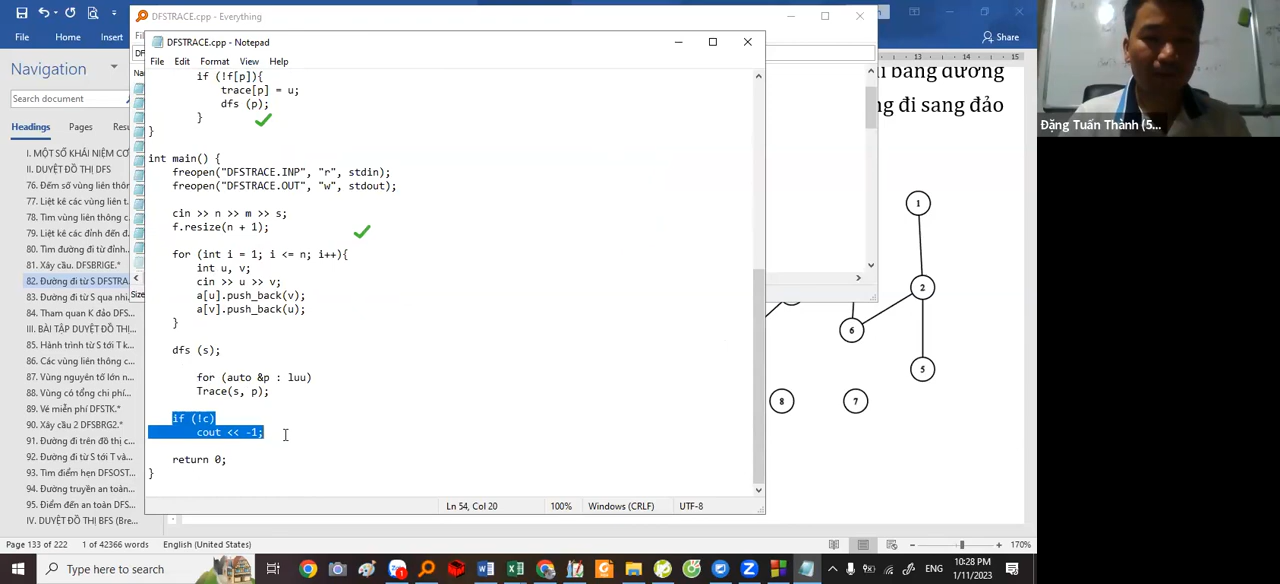 DFSTRACE.cpp - Everything
File Home Insert
Share
DFSTRACE.cpp - Notepad
File Edit Format View Help
Navigation
Search document
Headings Pages
I. MỘT SỐ KHÁI NIỆM CƠ
II. DUYỆT ĐỒ THỊ DFS
76. Đếm số vùng liên thôn
77. Liệt kê các vùng liên t
78. Tìm vùng liên thông c
79. Liệt kê các đỉnh đến đ
80. Tìm đường đi từ đỉnh
81. Xây cầu. DFSBRIGE.*
82. Đường đi từ S DFSTRA
83. Đường đi từ S qua nhi
84. Tham quan K đảo DFS
III. BÀI TẬP DUYỆT ĐỒ THỊ
85. Hành trình từ S tới T k
86. Các vùng liên thông c
87. Vùng nguyên tố lớn n
88. Vùng có tổng chi phí
89. Vé miễn phí DFSTK.*
90. Xây cầu 2 DFSBRG2.*
91. Đường đi trên đồ thị c
92. Đường đi từ S tới T và
93. Tìm điểm hẹn DFSOST
94. Đường truyền an toàn
95. Điểm đến an toàn DFS
IV. DUYỆT ĐỒ THỊ BFS (Bre
if (!f[p]){
trace[p] = u;
dfs (p);
}
}
int main() {
freopen("DFSTRACE.INP", "r", stdin);
freopen("DFSTRACE.OUT", "w", stdout);
cin >> n >> m >> s;
f.resize(n + 1);
for (int i = 1; i <= n; i++){
int u, v;
cin >> u >> v;
a[u].push_back(v);
a[v].push_back(u);
}
dfs (s);
for (auto &p : luu)
Trace(s, p);
if (!c)
cout << -1;
return 0;
}
Ln 54, Col 20 100% Windows (CRLF) UTF-8
13 14 15
bằng đường
đi sang đảo
1
2
6
5
8 7
Đặng Tuấn Thành (5...
Page 133 of 222 1 of 42366 words English (United States)
170%
Type here to search
ENG
10:28 PM
1/11/2023